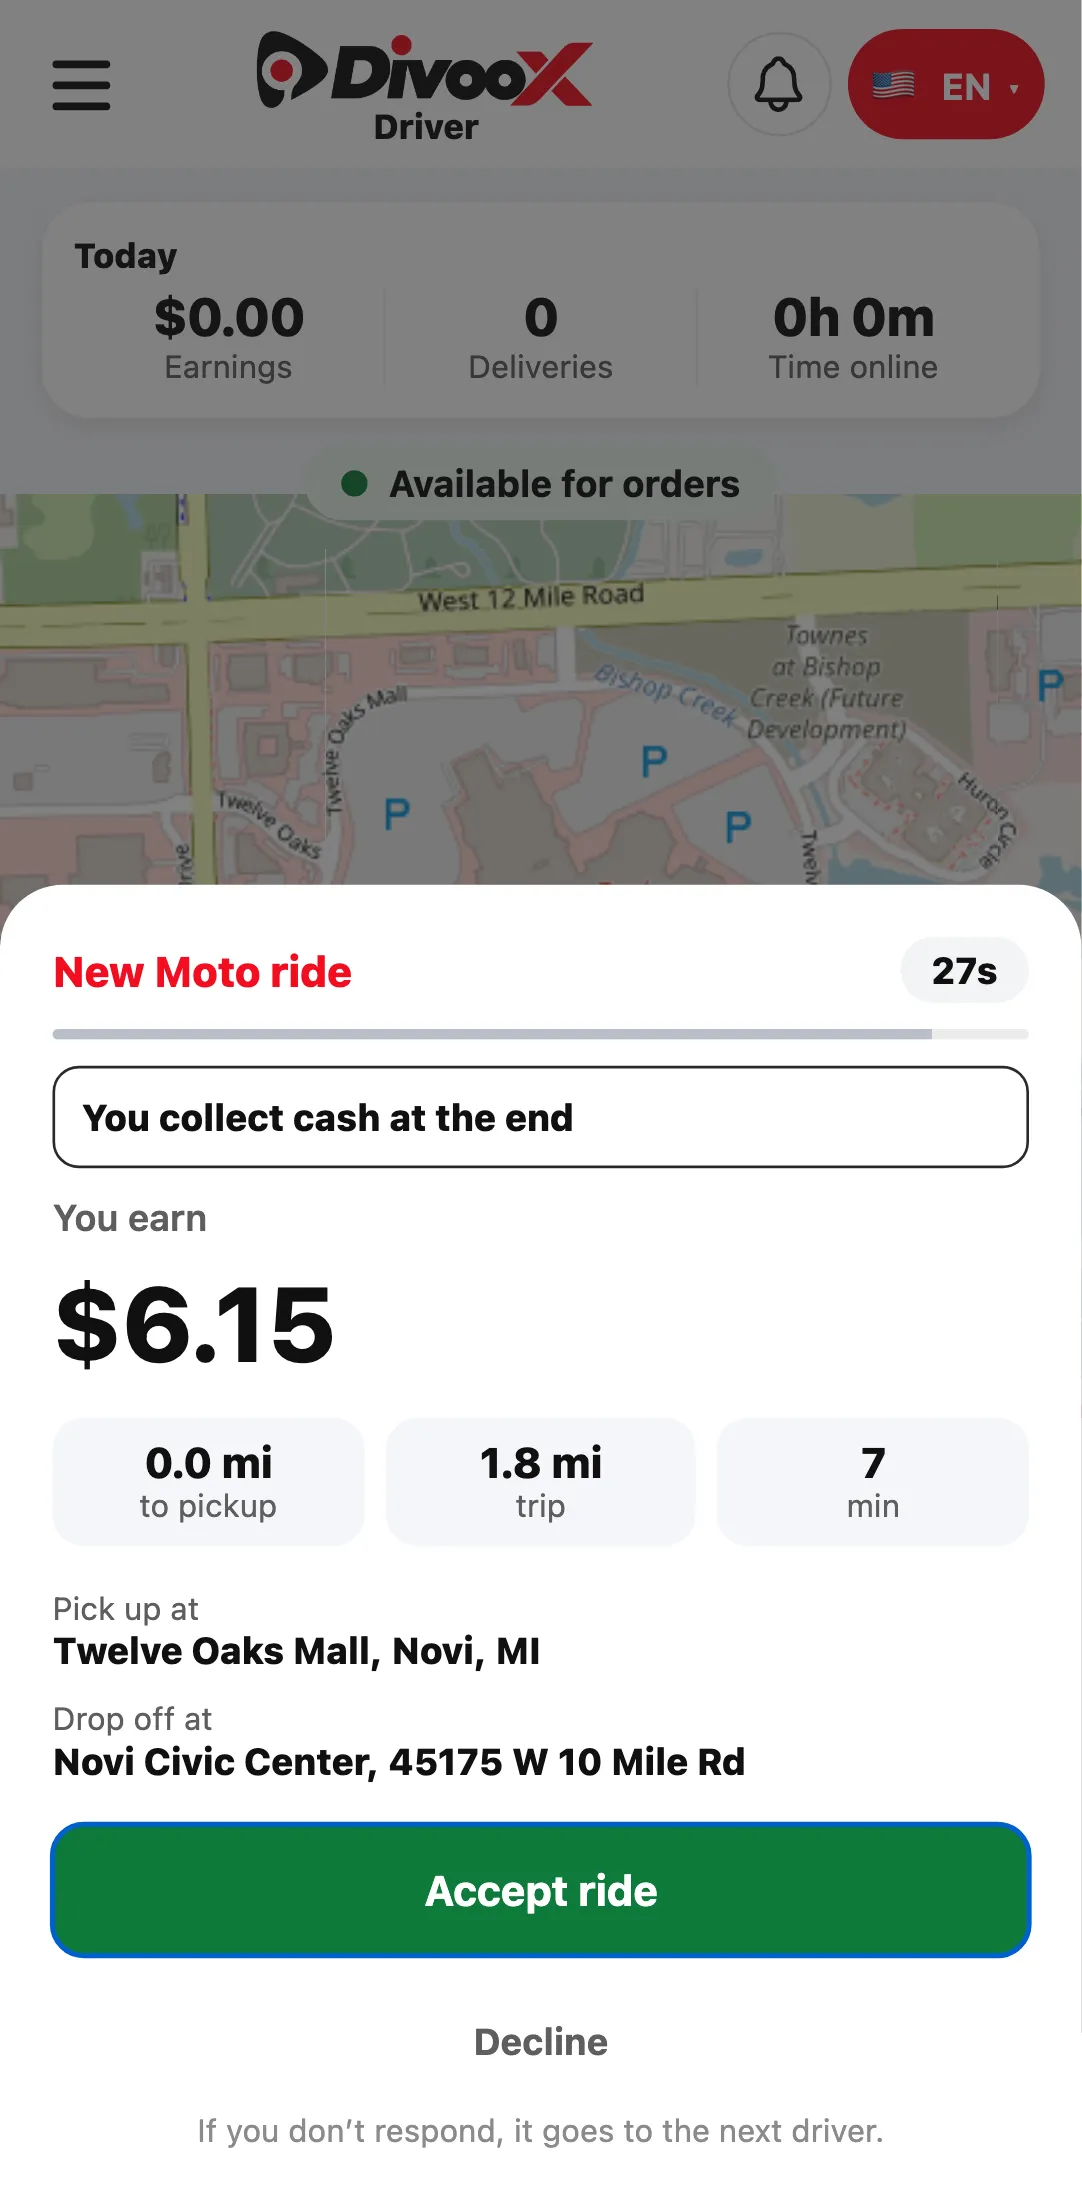 DivooX
Driver
EN
Today
$0.00
Earnings
0
Deliveries
0h 0m
Time online
Available for orders
West 12 Mile Road
Townes
at Bishop
Creek (Future
Development)
Bishop Creek
Twelve Oaks Mall
P
P
P
P
Twelve Oaks
Huron Circle
New Moto ride
27s
You collect cash at the end
You earn
$6.15
0.0 mi
to pickup
1.8 mi
trip
7
min
Pick up at
Twelve Oaks Mall, Novi, MI
Drop off at
Novi Civic Center, 45175 W 10 Mile Rd
Accept ride
Decline
If you don’t respond, it goes to the next driver.